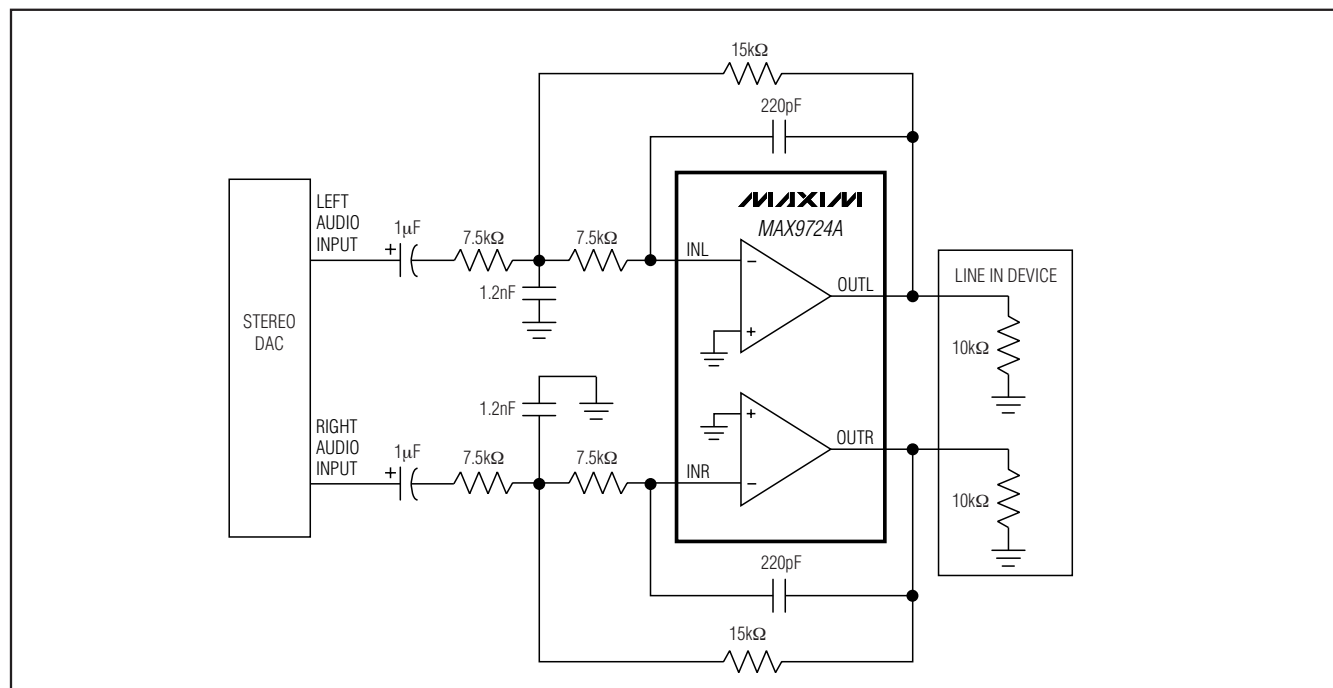 15kΩ
220pF
MAXIM
MAX9724A
LEFT
AUDIO
INPUT
+
1μF
7.5kΩ
7.5kΩ
INL
−
+
OUTL
1.2nF
LINE IN DEVICE
10kΩ
STEREO
DAC
1.2nF
RIGHT
AUDIO
INPUT
+
1μF
7.5kΩ
7.5kΩ
INR
+
−
OUTR
10kΩ
220pF
15kΩ